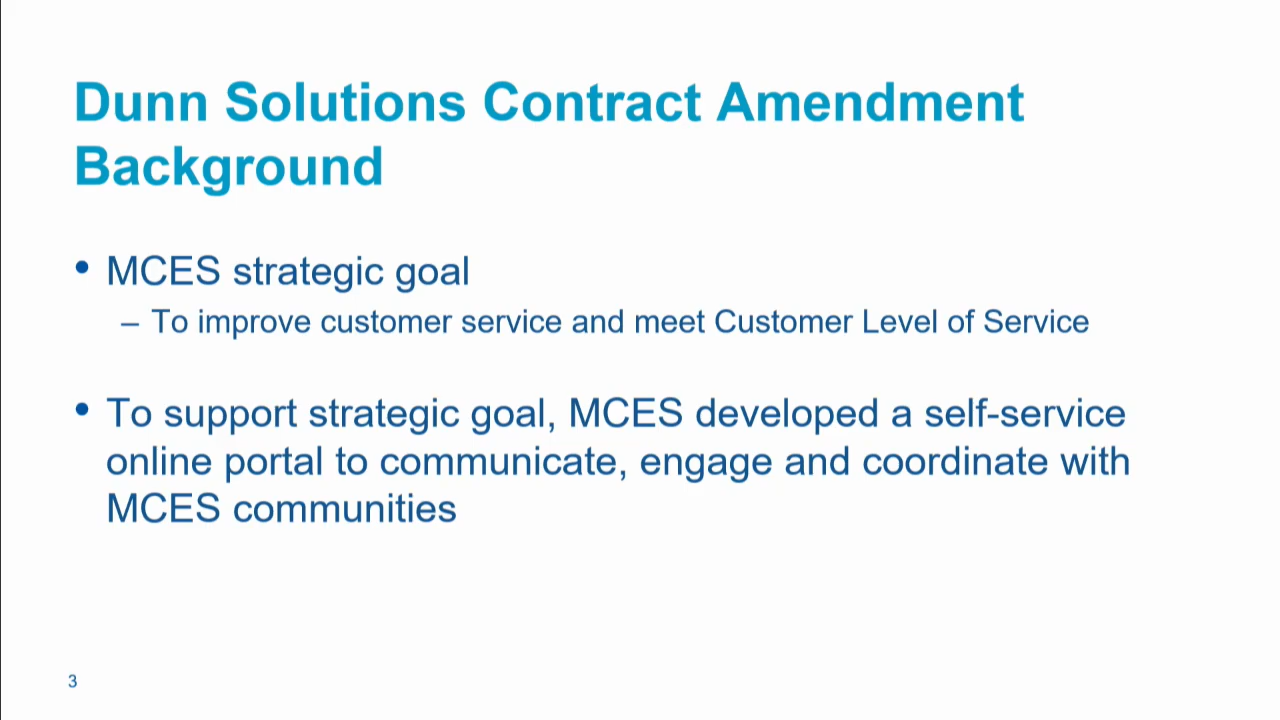 Dunn Solutions Contract Amendment
Background
• MCES strategic goal
– To improve customer service and meet Customer Level of Service
• To support strategic goal, MCES developed a self-service
online portal to communicate, engage and coordinate with
MCES communities
3